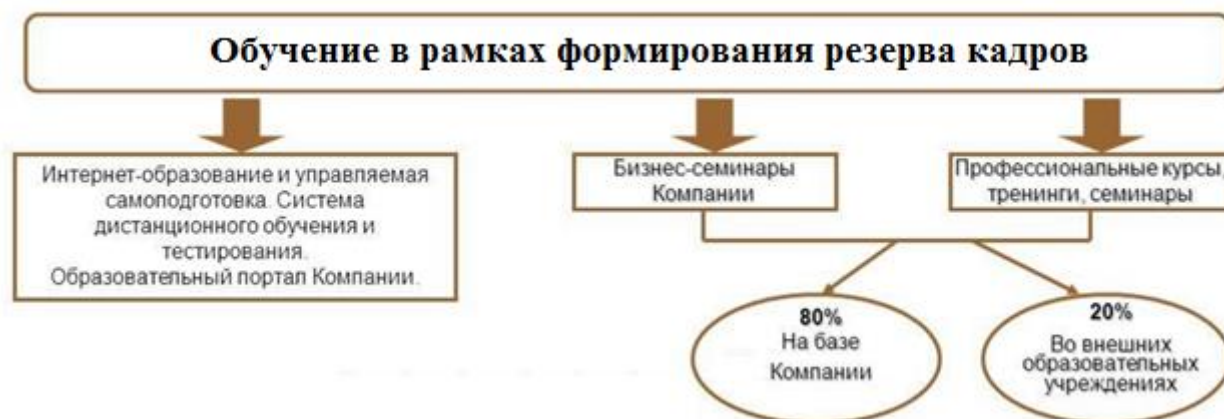 Обучение в рамках формирования резерва кадров
Интернет-образование и управляемая
самоподготовка. Система
дистанционного обучения и
тестирования.
Образовательный портал Компании.
Бизнес-семинары
Компании
Профессиональные курсы,
тренинги, семинары
80%
На базе
Компании
20%
Во внешних
образовательных
учреждениях